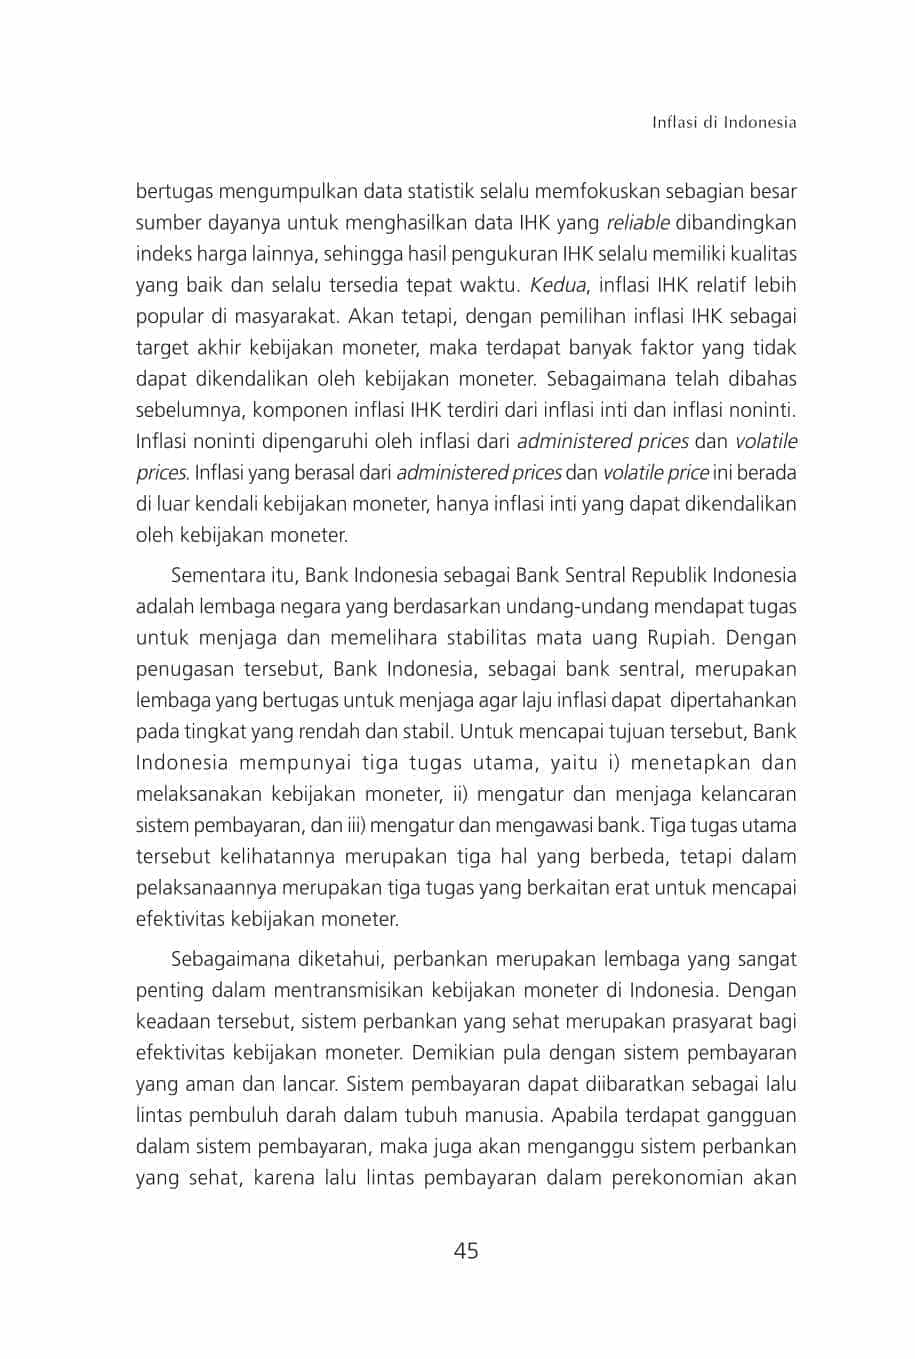 Inflasi di Indonesia
bertugas mengumpulkan data statistik selalu memfokuskan sebagian besar
sumber dayanya untuk menghasilkan data IHK yang reliable dibandingkan
indeks harga lainnya, sehingga hasil pengukuran IHK selalu memiliki kualitas
yang baik dan selalu tersedia tepat waktu. Kedua, inflasi IHK relatif lebih
popular di masyarakat. Akan tetapi, dengan pemilihan inflasi IHK sebagai
target akhir kebijakan moneter, maka terdapat banyak faktor yang tidak
dapat dikendalikan oleh kebijakan moneter. Sebagaimana telah dibahas
sebelumnya, komponen inflasi IHK terdiri dari inflasi inti dan inflasi noninti.
Inflasi noninti dipengaruhi oleh inflasi dari administered prices dan volatile
prices. Inflasi yang berasal dari administered prices dan volatile price ini berada
di luar kendali kebijakan moneter, hanya inflasi inti yang dapat dikendalikan
oleh kebijakan moneter.
Sementara itu, Bank Indonesia sebagai Bank Sentral Republik Indonesia
adalah lembaga negara yang berdasarkan undang-undang mendapat tugas
untuk menjaga dan memelihara stabilitas mata uang Rupiah. Dengan
penugasan tersebut, Bank Indonesia, sebagai bank sentral, merupakan
lembaga yang bertugas untuk menjaga agar laju inflasi dapat dipertahankan
pada tingkat yang rendah dan stabil. Untuk mencapai tujuan tersebut, Bank
Indonesia mempunyai tiga tugas utama, yaitu i) menetapkan dan
melaksanakan kebijakan moneter, ii) mengatur dan menjaga kelancaran
sistem pembayaran, dan iii) mengatur dan mengawasi bank. Tiga tugas utama
tersebut kelihatannya merupakan tiga hal yang berbeda, tetapi dalam
pelaksanaannya merupakan tiga tugas yang berkaitan erat untuk mencapai
efektivitas kebijakan moneter.
Sebagaimana diketahui, perbankan merupakan lembaga yang sangat
penting dalam mentransmisikan kebijakan moneter di Indonesia. Dengan
keadaan tersebut, sistem perbankan yang sehat merupakan prasyarat bagi
efektivitas kebijakan moneter. Demikian pula dengan sistem pembayaran
yang aman dan lancar. Sistem pembayaran dapat diibaratkan sebagai lalu
lintas pembuluh darah dalam tubuh manusia. Apabila terdapat gangguan
dalam sistem pembayaran, maka juga akan menganggu sistem perbankan
yang sehat, karena lalu lintas pembayaran dalam perekonomian akan
45